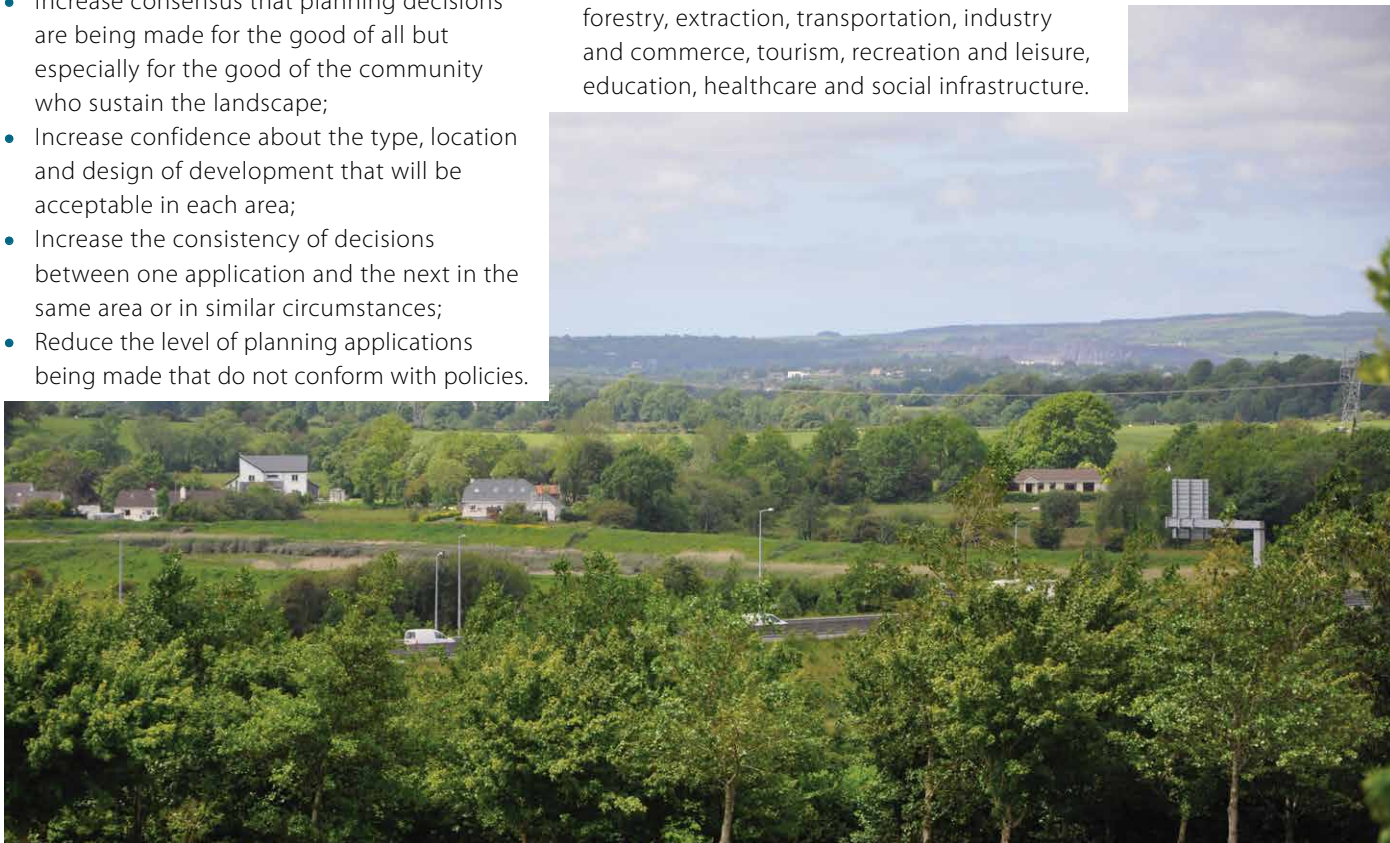 • Increase consensus that planning decisions
are being made for the good of all but
especially for the good of the community
who sustain the landscape;
• Increase confidence about the type, location
and design of development that will be
acceptable in each area;
• Increase the consistency of decisions
between one application and the next in the
same area or in similar circumstances;
• Reduce the level of planning applications
being made that do not conform with policies.
forestry, extraction, transportation, industry
and commerce, tourism, recreation and leisure,
education, healthcare and social infrastructure.